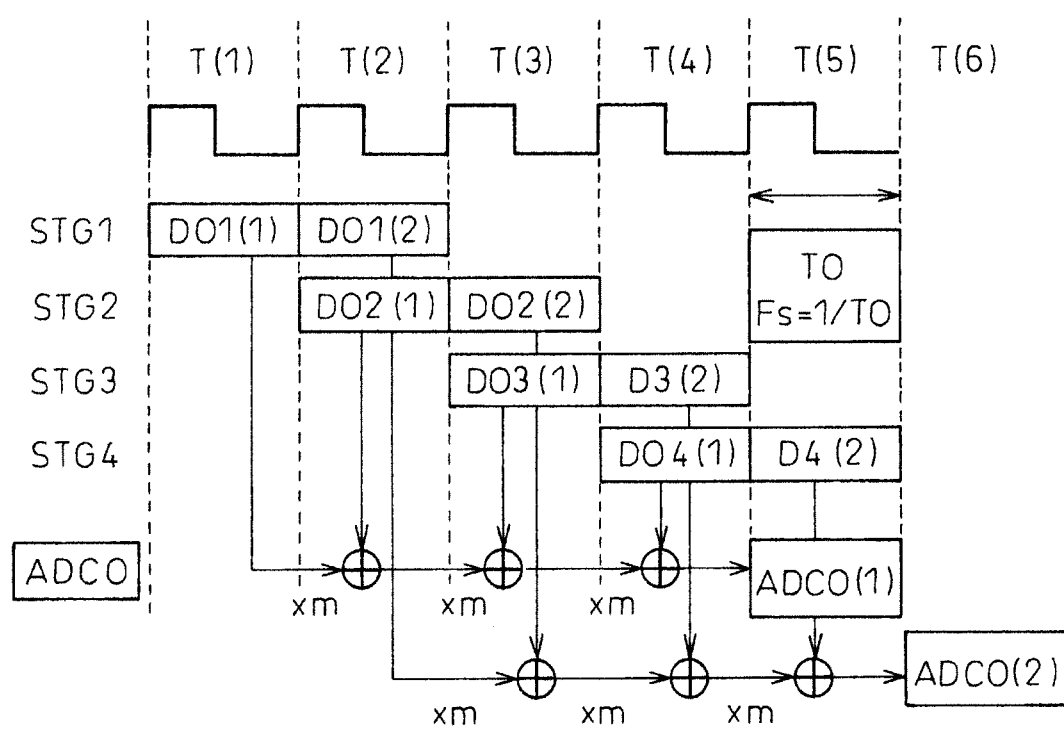 T(1) T(2) T(3) T(4) T(5) T(6)
STG1 DO1(1) DO1(2)
TO
STG2 DO2(1) DO2(2) Fs=1/TO
STG3 DO3(1) D3(2)
STG4 DO4(1) D4(2)
ADCO ADCO(1)
xm xm xm
ADCO(2)
xm xm xm